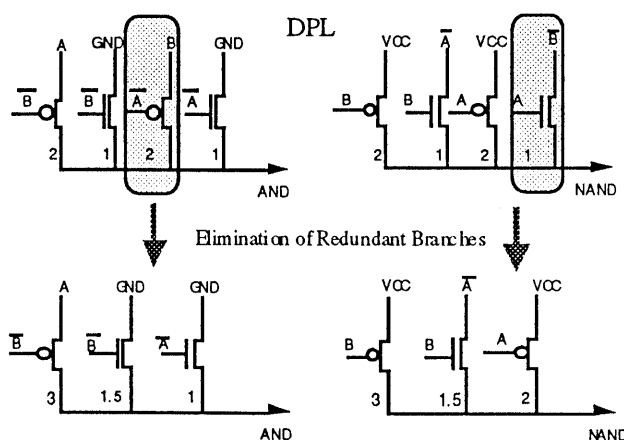 DPL
A GND B GND
B̅ B̅ A̅ A̅
2 1 2 1
AND
VCC A̅ VCC B̅
B B A A
2 1 2 1
NAND
Elimination of Redundant Branches
A GND GND
B̅ B̅ A̅
3 1.5 1
AND
VCC A̅ VCC
B B A
3 1.5 2
NAND